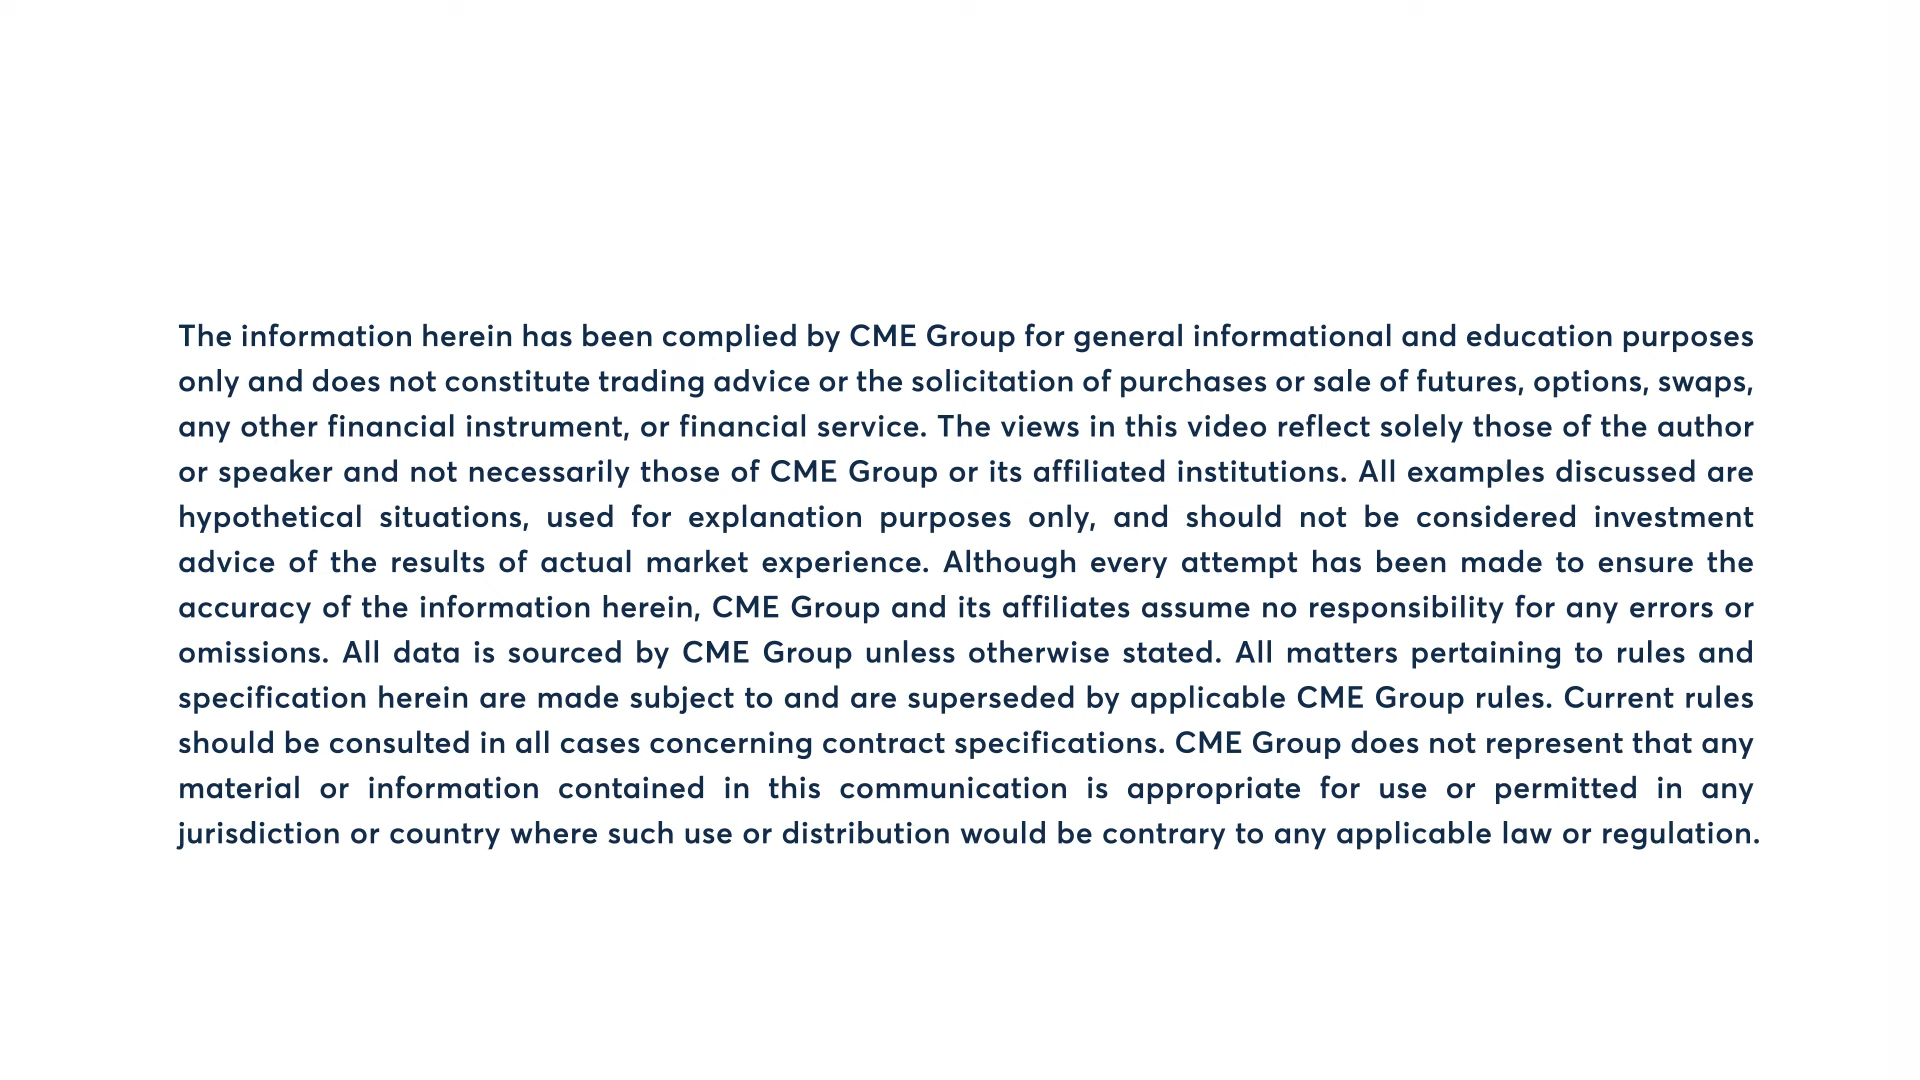 The information herein has been complied by CME Group for general informational and education purposes
only and does not constitute trading advice or the solicitation of purchases or sale of futures, options, swaps,
any other financial instrument, or financial service. The views in this video reflect solely those of the author
or speaker and not necessarily those of CME Group or its affiliated institutions. All examples discussed are
hypothetical situations, used for explanation purposes only, and should not be considered investment
advice of the results of actual market experience. Although every attempt has been made to ensure the
accuracy of the information herein, CME Group and its affiliates assume no responsibility for any errors or
omissions. All data is sourced by CME Group unless otherwise stated. All matters pertaining to rules and
specification herein are made subject to and are superseded by applicable CME Group rules. Current rules
should be consulted in all cases concerning contract specifications. CME Group does not represent that any
material or information contained in this communication is appropriate for use or permitted in any
jurisdiction or country where such use or distribution would be contrary to any applicable law or regulation.